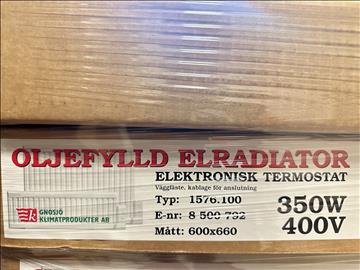 OLJEFYLLD ELRADIATOR
ELEKTRONISK TERMOSTAT
Väggfäste, kablage för anslutning
Typ: 1576.100
E-nr: 8 500 792
Mått: 600x660
350W
400V
GNOSJÖ
KLIMATPRODUKTER AB